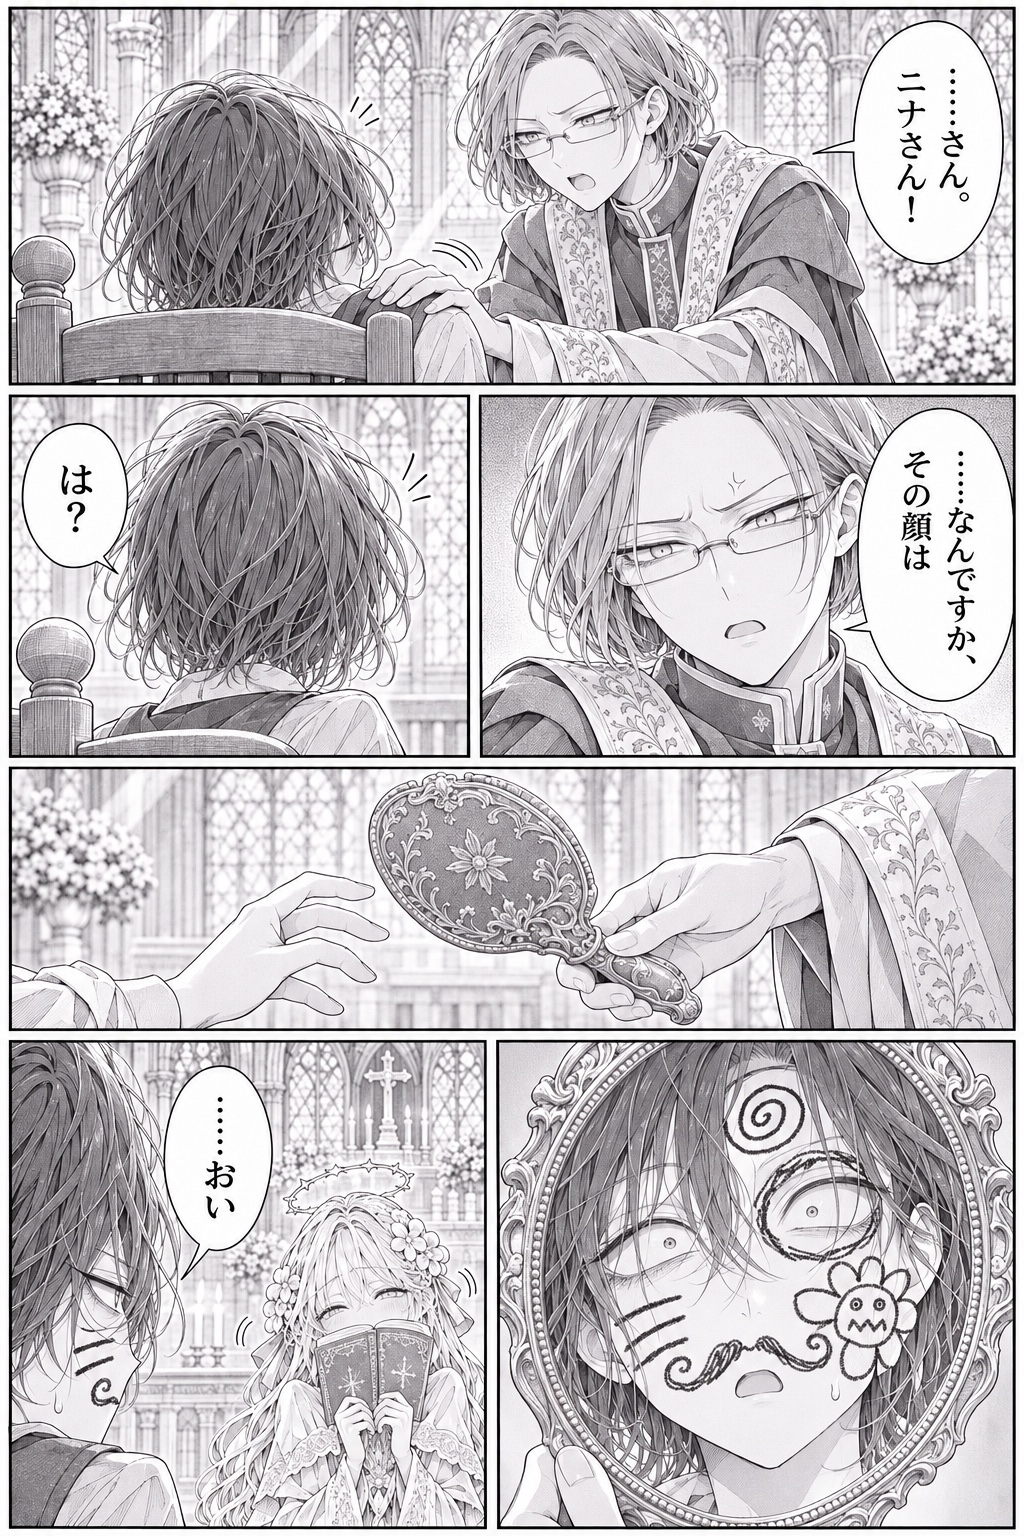 ……さん。
ニナさん！
……なんですか、
その顔は
は？
……おい